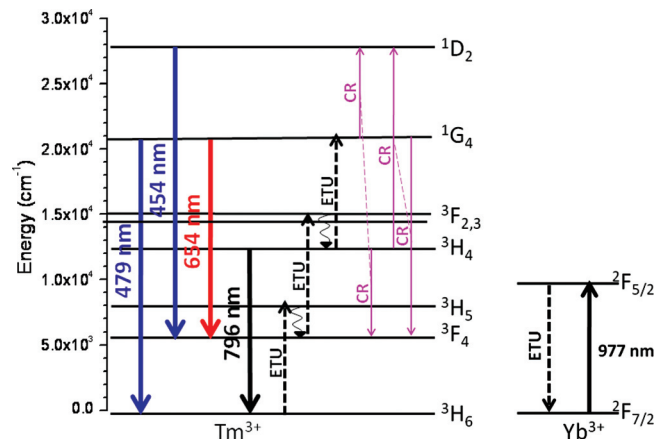 3.0x10⁴
2.5x10⁴
2.0x10⁴
1.5x10⁴
1.0x10⁴
5.0x10³
0.0
Energy (cm⁻¹)
479 nm
454 nm
654 nm
796 nm
ETU
ETU
ETU
CR
CR
CR
CR
¹D₂
¹G₄
³F₂,₃
³H₄
³H₅
³F₄
³H₆
Tm³⁺
²F₅/₂
ETU
977 nm
²F₇/₂
Yb³⁺